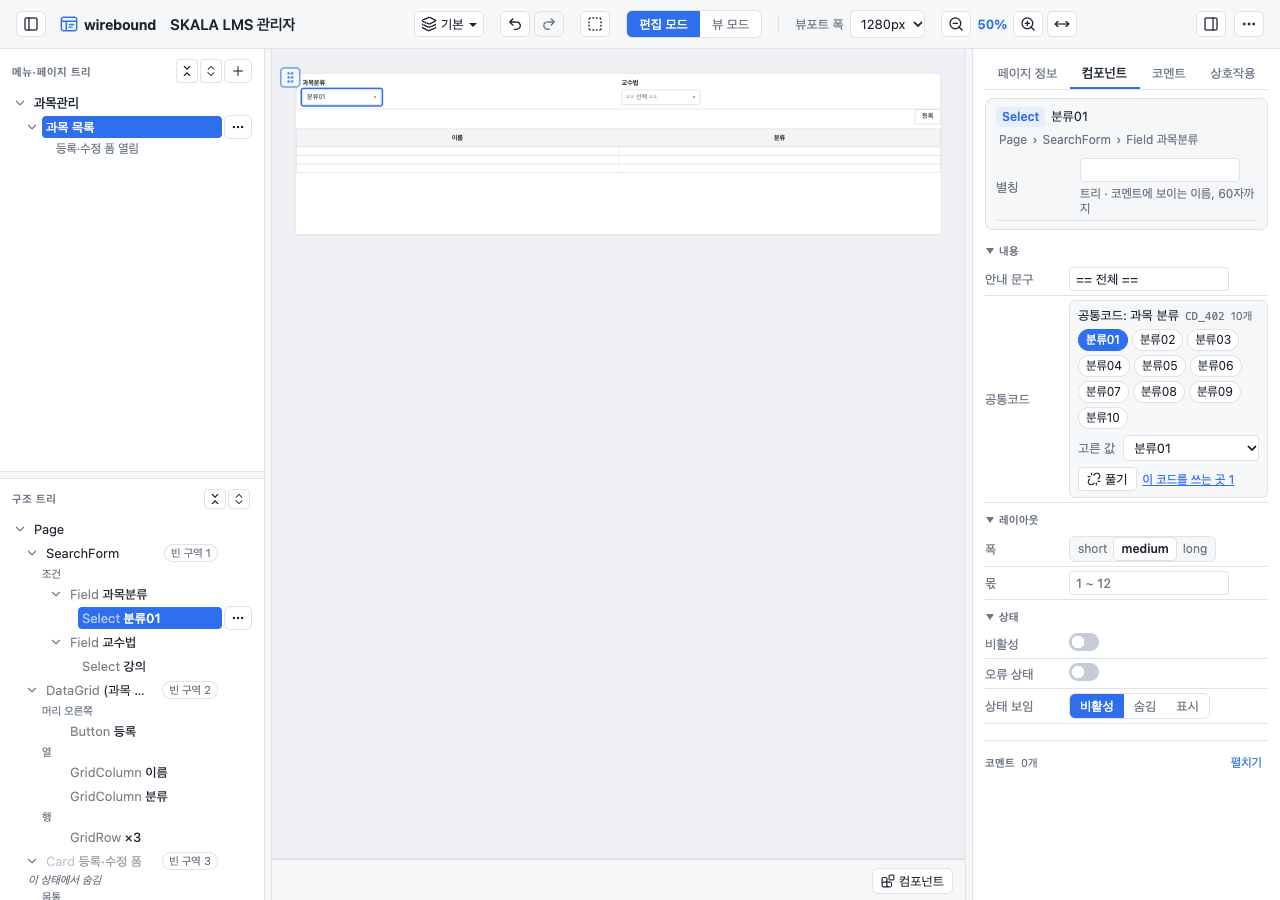 wirebound SKALA LMS 관리자 기본 편집 모드 뷰 모드 뷰포트 폭 1280px 50%
메뉴·페이지 트리
과목관리
과목 목록
등록·수정 폼 열림
구조 트리
Page
SearchForm 빈 구역 1
조건
Field 과목분류
Select 분류01
Field 교수법
Select 강의
DataGrid (과목 ... 빈 구역 2
머리 오른쪽
Button 등록
열
GridColumn 이름
GridColumn 분류
행
GridRow ×3
Card 등록·수정 폼 빈 구역 3
이 상태에서 숨김
몸통
과목분류 교수법
분류01 == 선택 ==
등록
이름 분류
컴포넌트
페이지 정보 컴포넌트 코멘트 상호작용
Select 분류01
Page › SearchForm › Field 과목분류
별칭
트리 · 코멘트에 보이는 이름, 60자까
지
내용
안내 문구 == 전체 ==
공통코드
공통코드: 과목 분류 CD_402 10개
분류01 분류02 분류03
분류04 분류05 분류06
분류07 분류08 분류09
분류10
고른 값 분류01
풀기 이 코드를 쓰는 곳 1
레이아웃
폭 short medium long
몫 1 ~ 12
상태
비활성
오류 상태
상태 보임 비활성 숨김 표시
코멘트 0개 펼치기